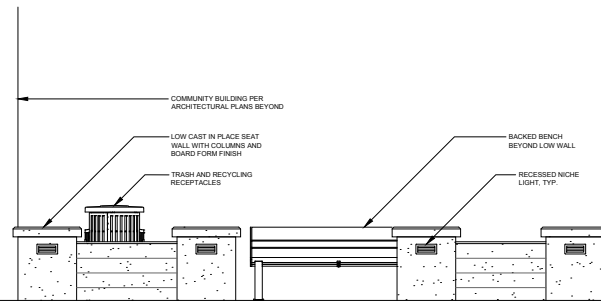 COMMUNITY BUILDING PER
ARCHITECTURAL PLANS BEYOND
LOW CAST IN PLACE SEAT
WALL WITH COLUMNS AND
BOARD FORM FINISH
TRASH AND RECYCLING
RECEPTACLES
BACKED BENCH
BEYOND LOW WALL
RECESSED NICHE
LIGHT, TYP.